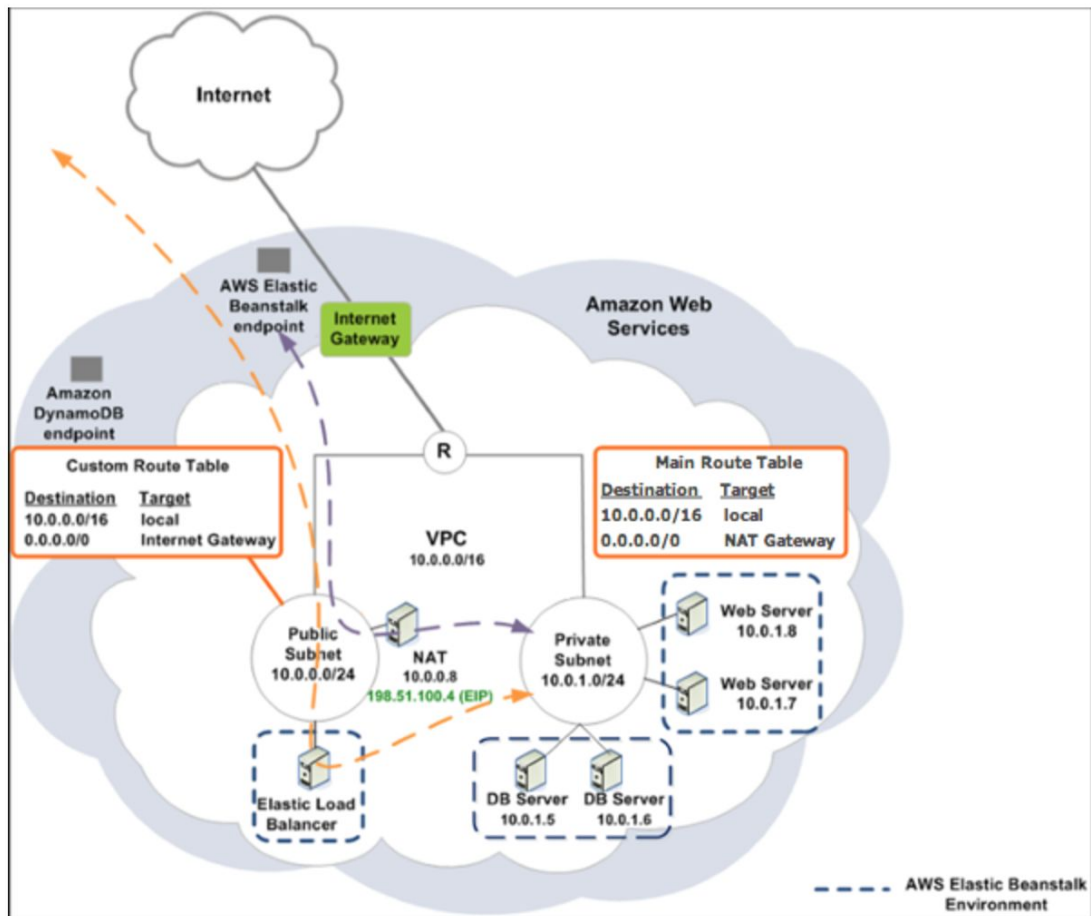 Internet
AWS Elastic
Beanstalk
endpoint
Internet
Gateway
Amazon Web
Services
Amazon
DynamoDB
endpoint
R
Custom Route Table
Destination Target
10.0.0.0/16 local
0.0.0.0/0 Internet Gateway
Main Route Table
Destination Target
10.0.0.0/16 local
0.0.0.0/0 NAT Gateway
VPC
10.0.0.0/16
Public
Subnet
10.0.0.0/24
NAT
10.0.0.8
198.51.100.4 (EIP)
Private
Subnet
10.0.1.0/24
Web Server
10.0.1.8
Web Server
10.0.1.7
Elastic Load
Balancer
DB Server
10.0.1.5
DB Server
10.0.1.6
AWS Elastic Beanstalk
Environment